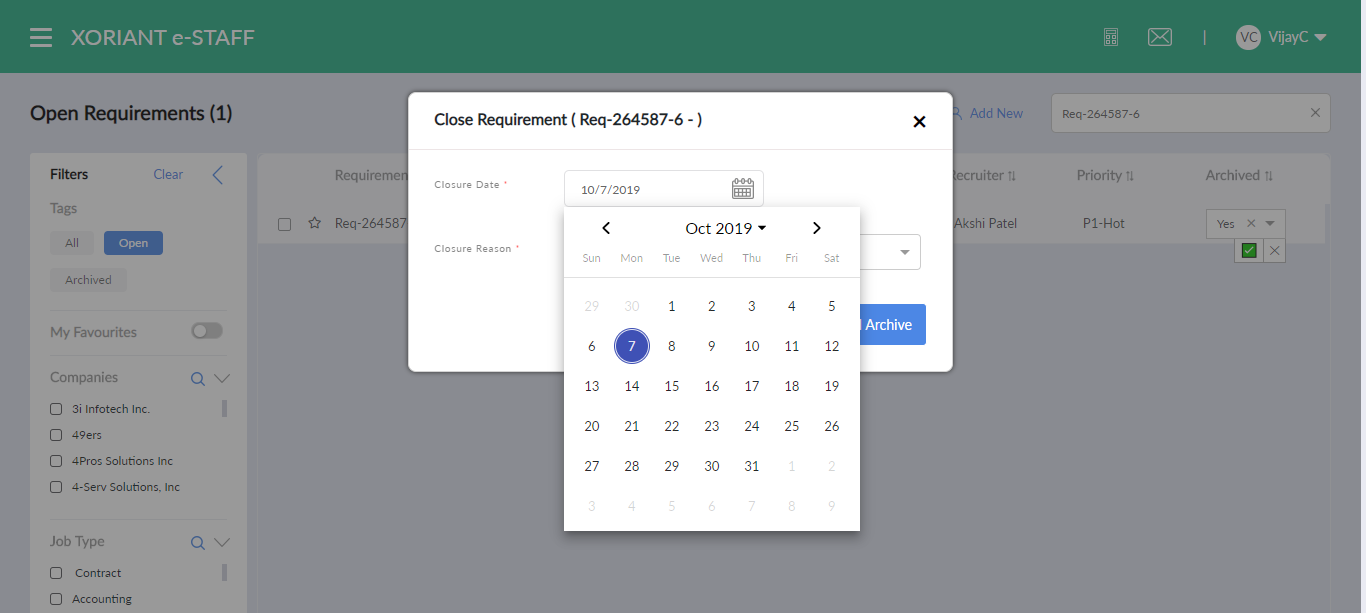 XORIANT e-STAFF
|
VC VijayC
Open Requirements (1)
Close Requirement ( Req-264587-6 - )
Add New
Req-264587-6
Filters
Clear
Tags
All
Open
Archived
My Favourites
Companies
3i Infotech Inc.
49ers
4Pros Solutions Inc
4-Serv Solutions, Inc
Job Type
Contract
Accounting
Closure Date *
10/7/2019
Closure Reason *
Oct 2019
Sun Mon Tue Wed Thu Fri Sat
29 30 1 2 3 4 5
6 7 8 9 10 11 12
13 14 15 16 17 18 19
20 21 22 23 24 25 26
27 28 29 30 31 1 2
3 4 5 6 7 8 9
Archive
Priority
Archived
Req-264587
Akshi Patel
P1-Hot
Yes